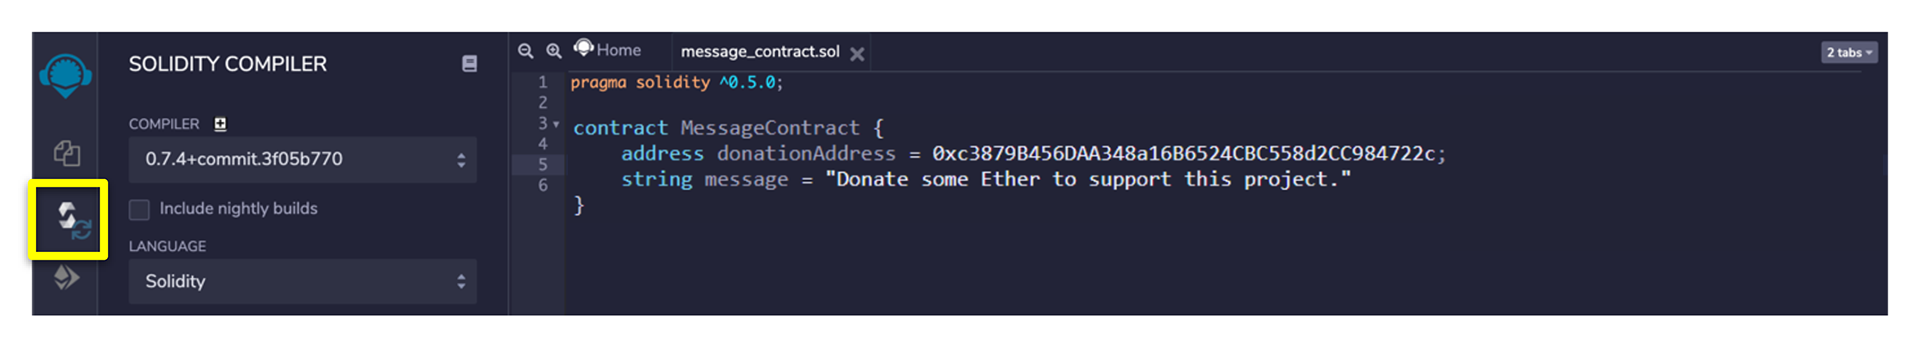 SOLIDITY COMPILER
COMPILER
0.7.4+commit.3f05b770
Include nightly builds
LANGUAGE
Solidity
Home
message_contract.sol
2 tabs
1 pragma solidity ^0.5.0;
2
3 contract MessageContract {
4 address donationAddress = 0xc3879B456DAA348a16B6524CBC558d2CC984722c;
5 string message = "Donate some Ether to support this project."
6 }